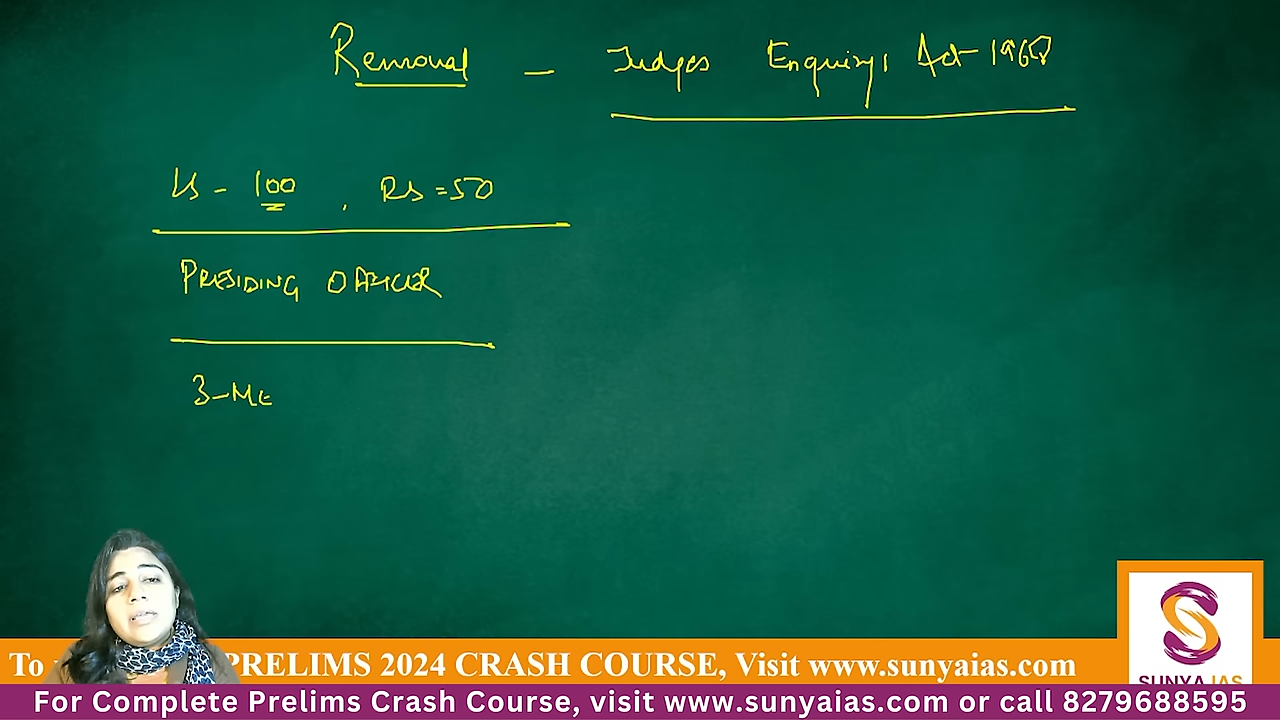 Removal - Judges Enquiry Act 1968
LS - 100 , RS = 50
PRESIDING OFFICER
3-ME
To PRELIMS 2024 CRASH COURSE, Visit www.sunyaias.com
SUNYA IAS
For Complete Prelims Crash Course, visit www.sunyaias.com or call 8279688595